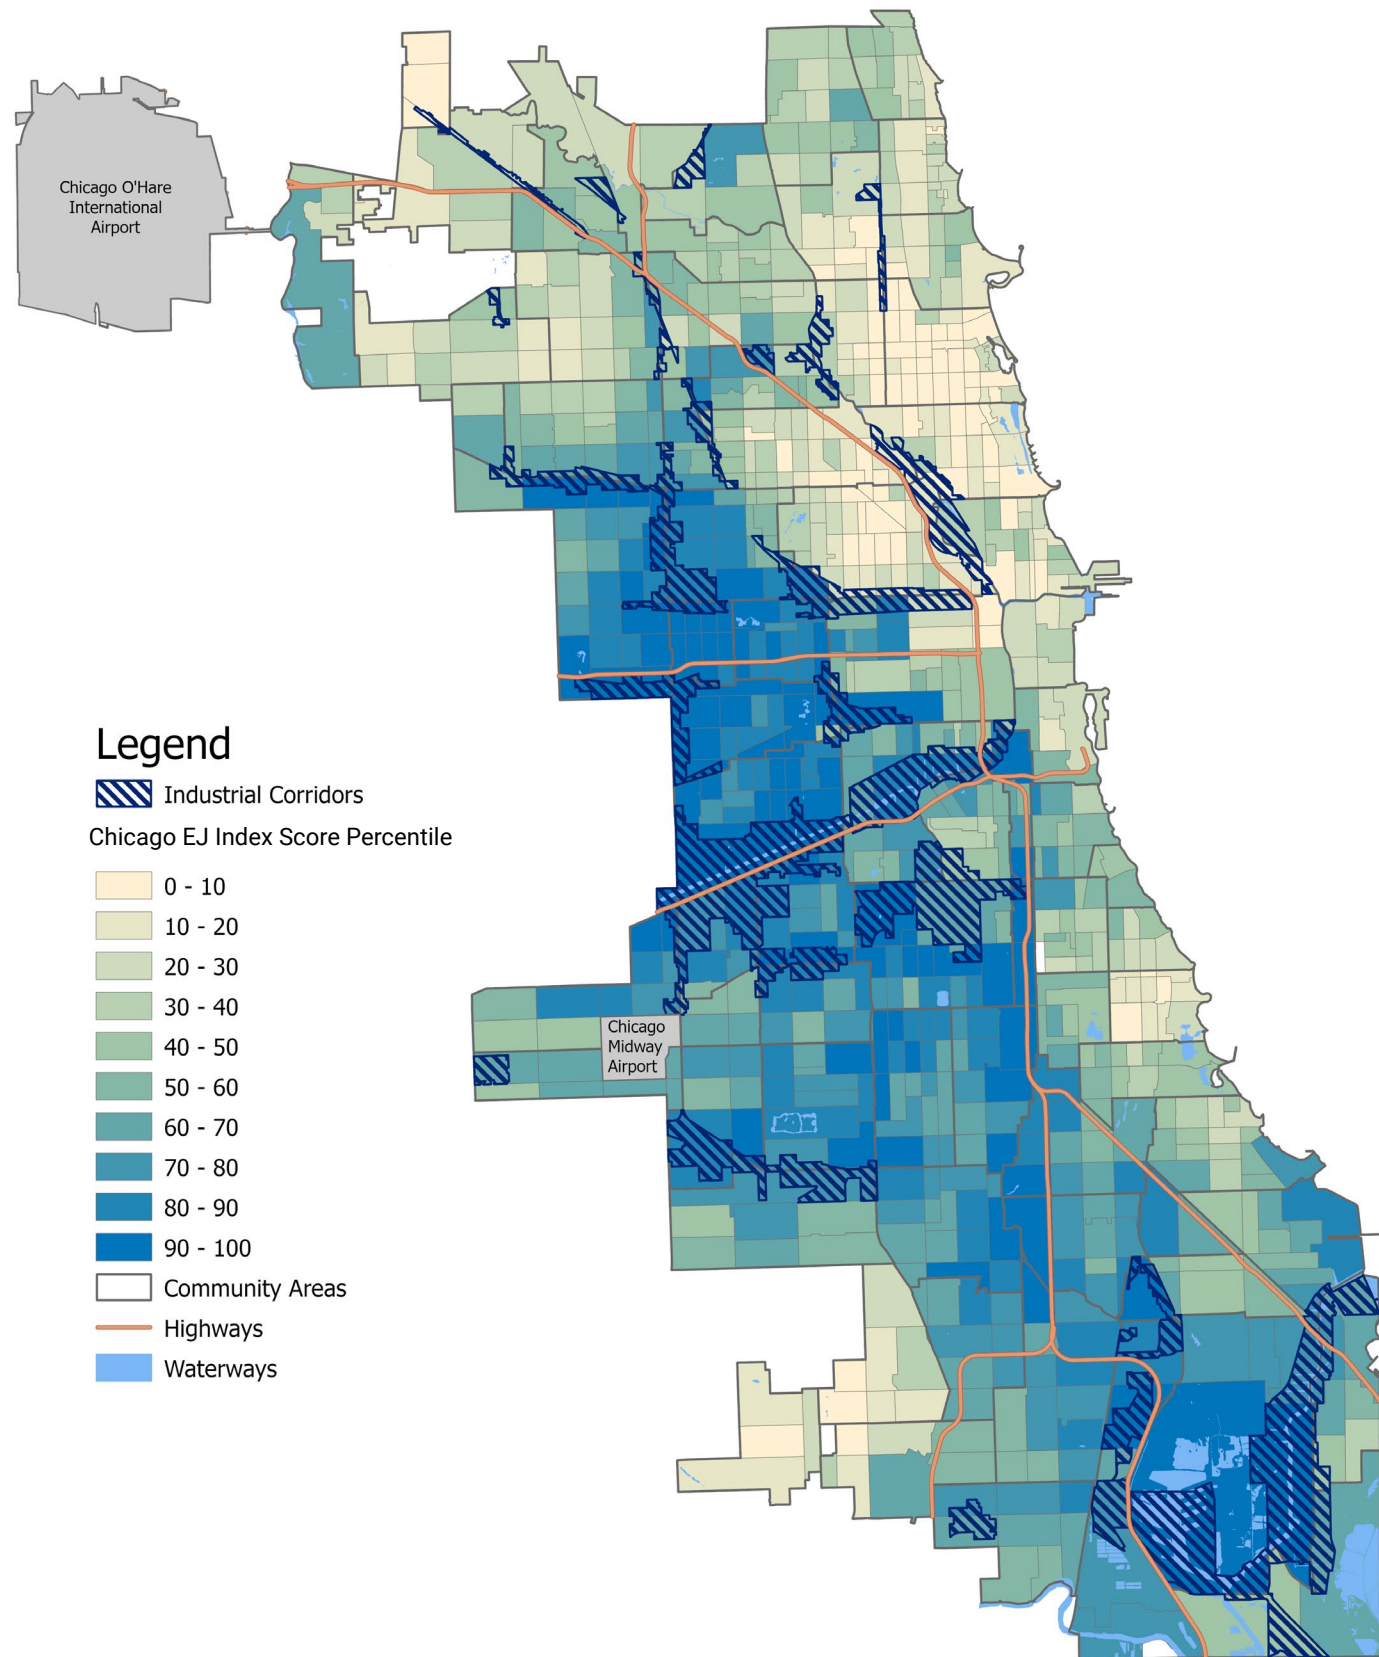 Chicago O'Hare
International
Airport
Legend
Industrial Corridors
Chicago EJ Index Score Percentile
0 - 10
10 - 20
20 - 30
30 - 40
40 - 50
50 - 60
60 - 70
70 - 80
80 - 90
90 - 100
Community Areas
Highways
Waterways
Chicago
Midway
Airport